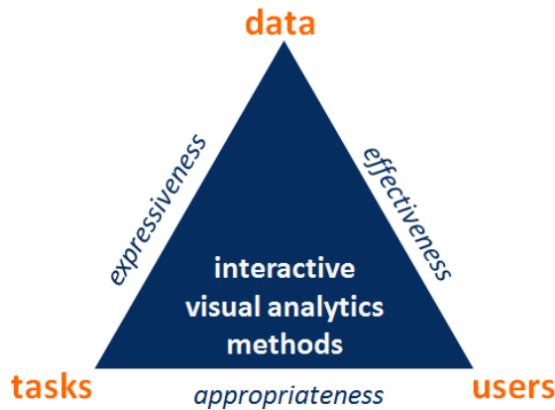 data
expressiveness
effectiveness
interactive
visual analytics
methods
tasks
appropriateness
users